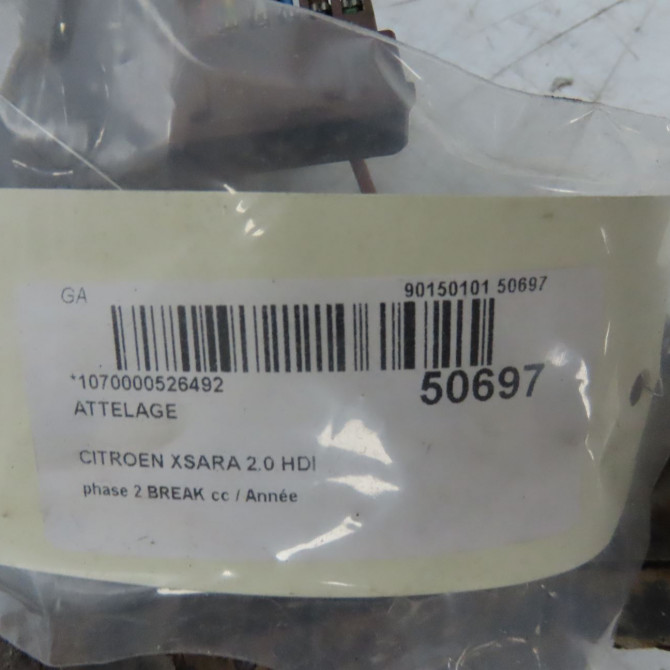 GA 90150101 50697
*1070000526492 50697
ATTELAGE
CITROEN XSARA 2.0 HDI
phase 2 BREAK cc / Année